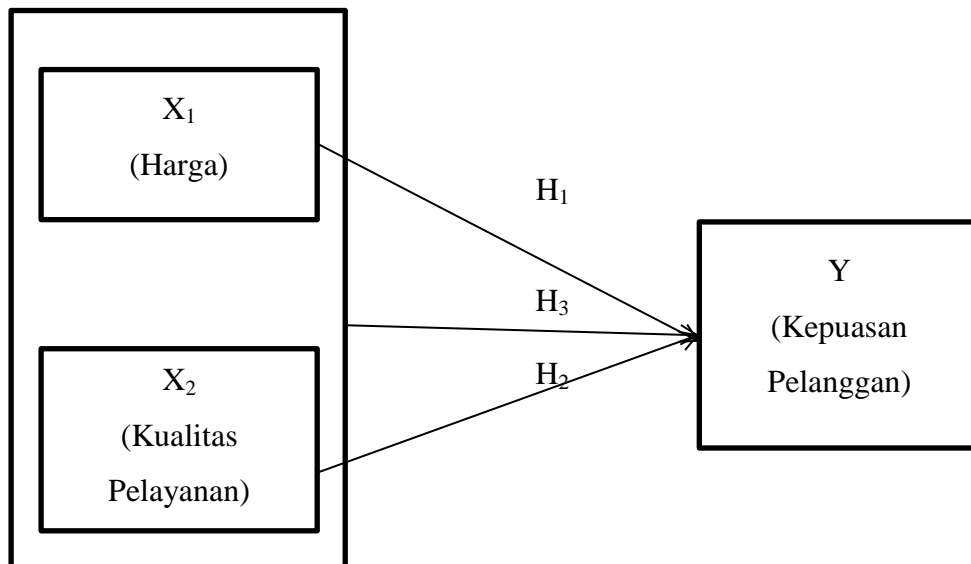 X₁
(Harga)
H₁
Y
(Kepuasan
Pelanggan)
H₃
H₂
X₂
(Kualitas
Pelayanan)